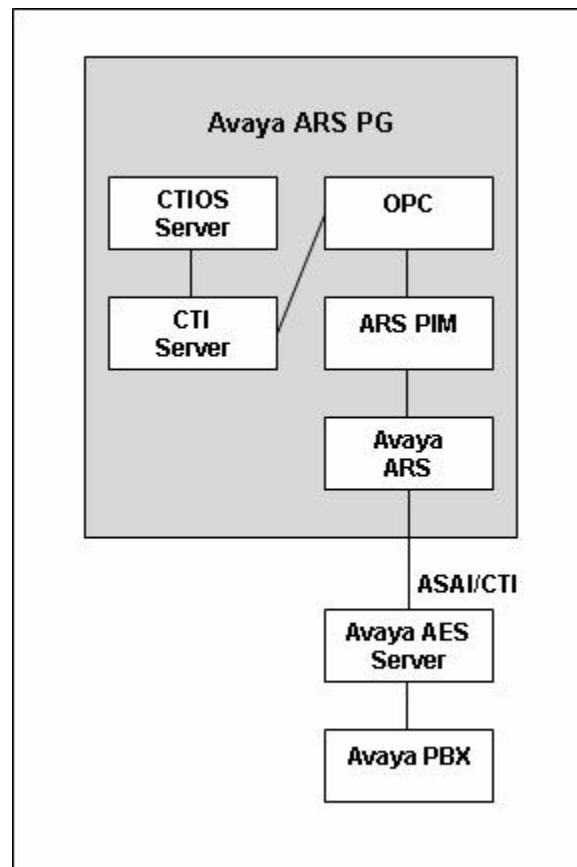 Avaya ARS PG
CTIOS
Server
OPC
CTI
Server
ARS PIM
Avaya
ARS
ASAI/CTI
Avaya AES
Server
Avaya PBX